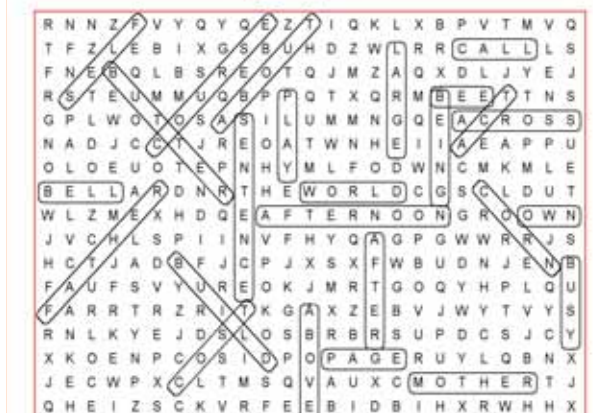 R N N Z F V Y Q Y Q E Z T I Q K L X B P V T M V Q
T F Z L E B I X G S B U H D Z W L R R C A L L L S
F N E B Q L B S R E O T Q J M Z A Q X D L J Y E J
R S T E U M M U Q B P P Q T X Q R M B E E T T N S
G P L W O T O S A S I L U M M N G Q E A C R O S S
N A D J C C T J R E O A T W N H E I I A E A P P U
O L O E U O T E P N H Y M L F O D W N C M K M L E
B E L L A R D N R T H E W O R L D C G S C L D U T
W L Z M E X H D Q E A F T E R N O O N G R O O W N
J V C H L S P I I N V F H Y Q A G P G W W R R J S
H C T J A D B F J C P J X S X F W B U D N J E N B
F A U F S V Y U R E O K J M R T G O Q Y H P L Q U
F A R R T R Z R I T K G A X Z E B V J W Y T V Y S
R N L K Y E J D S L O S B R B R S U P D C S J C Y
X K O E N P C O S I D P O P A G E R U Y L Q B N X
J E C W P X C L T M S Q V A U X C M O T H E R T J
Q H E I Z S C K V R F E E B I D B I H X R W H H X